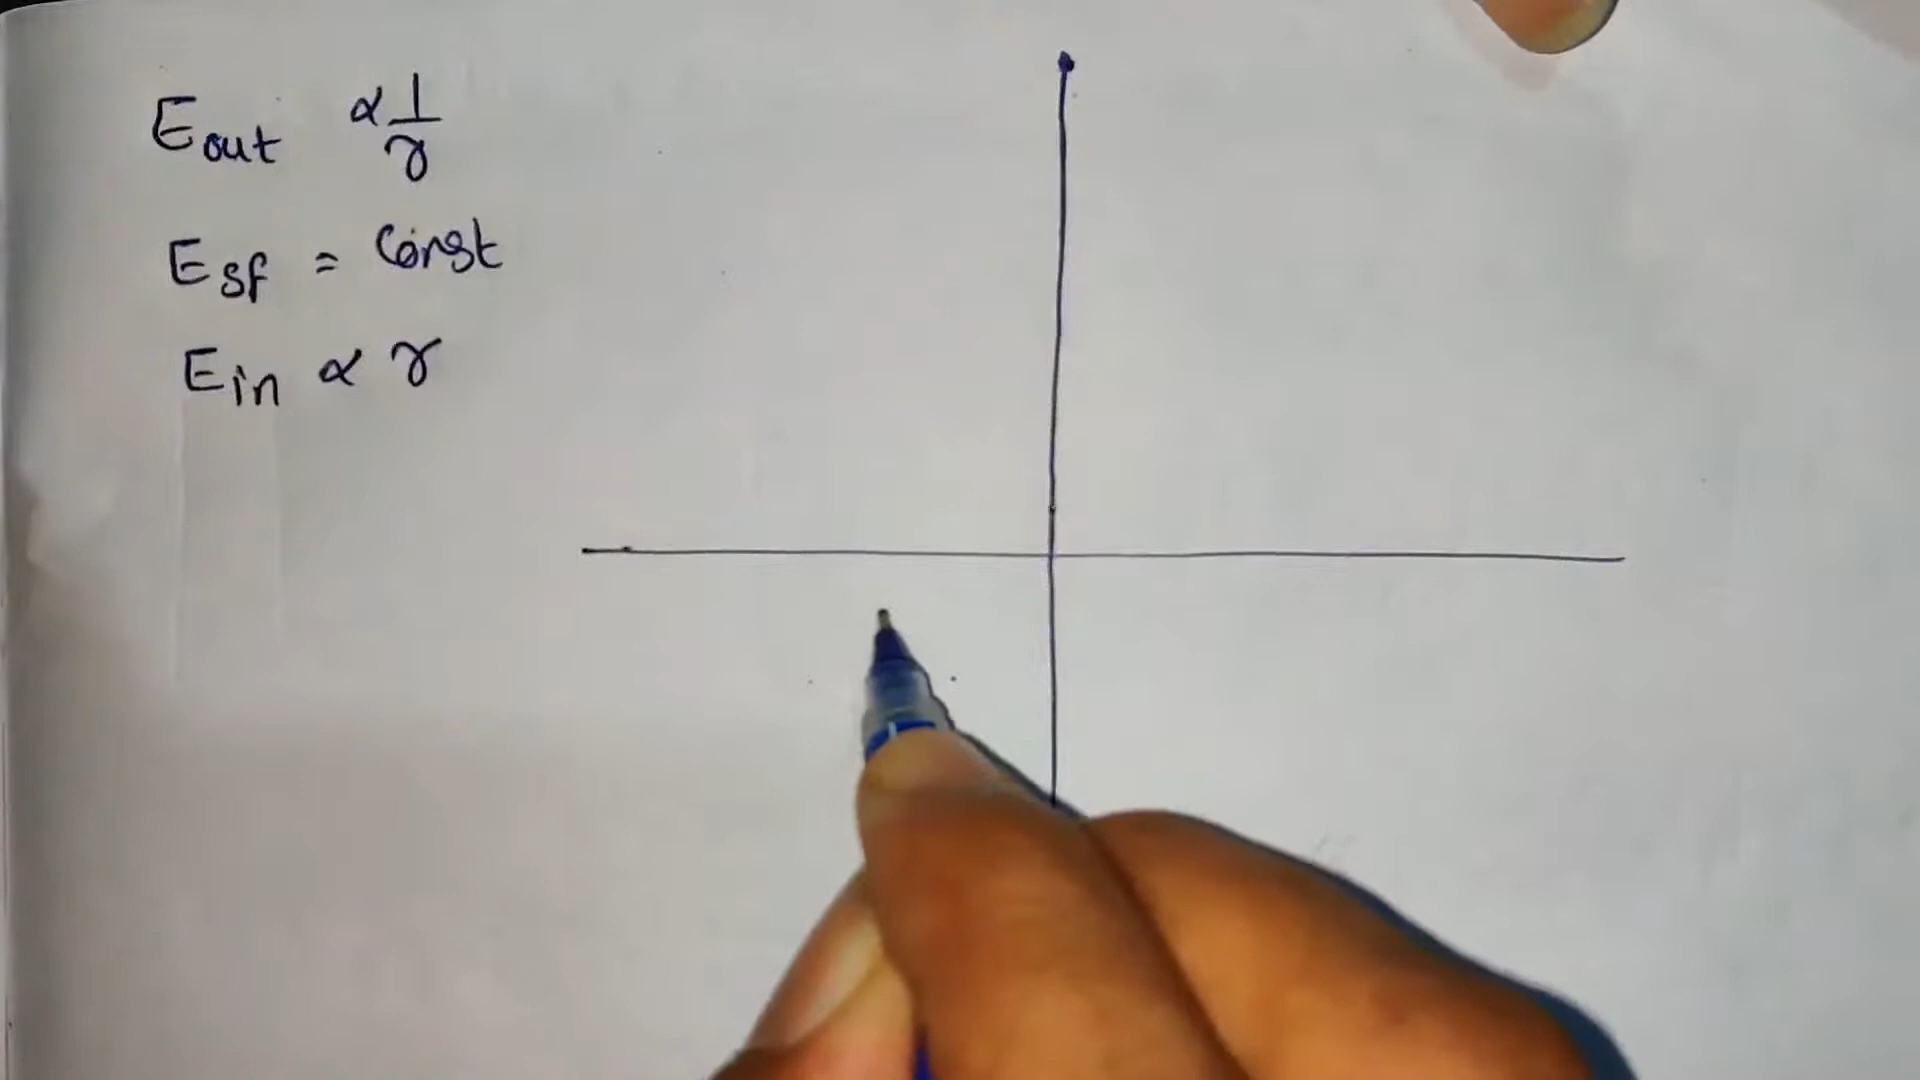 Eout α 1/r
Esf = Const
Ein α r